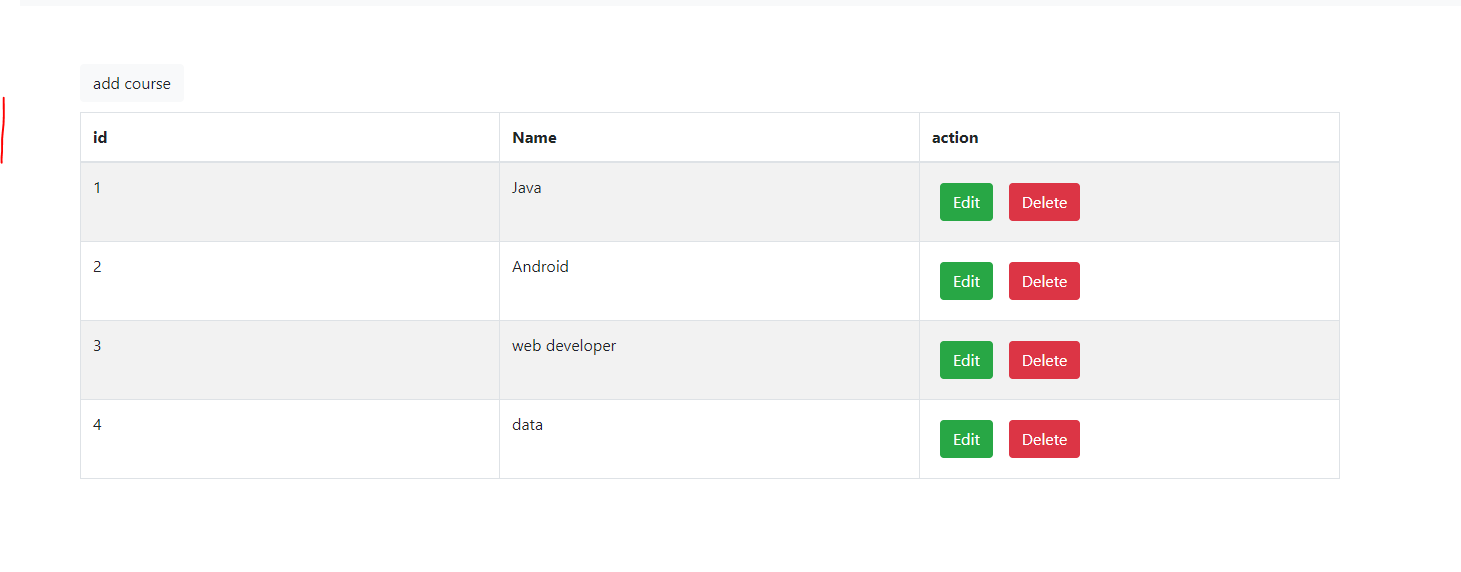 add course
id Name action
1 Java Edit Delete
2 Android Edit Delete
3 web developer Edit Delete
4 data Edit Delete